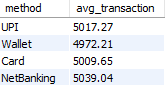 method avg_transaction
UPI 5017.27
Wallet 4972.21
Card 5009.65
NetBanking 5039.04